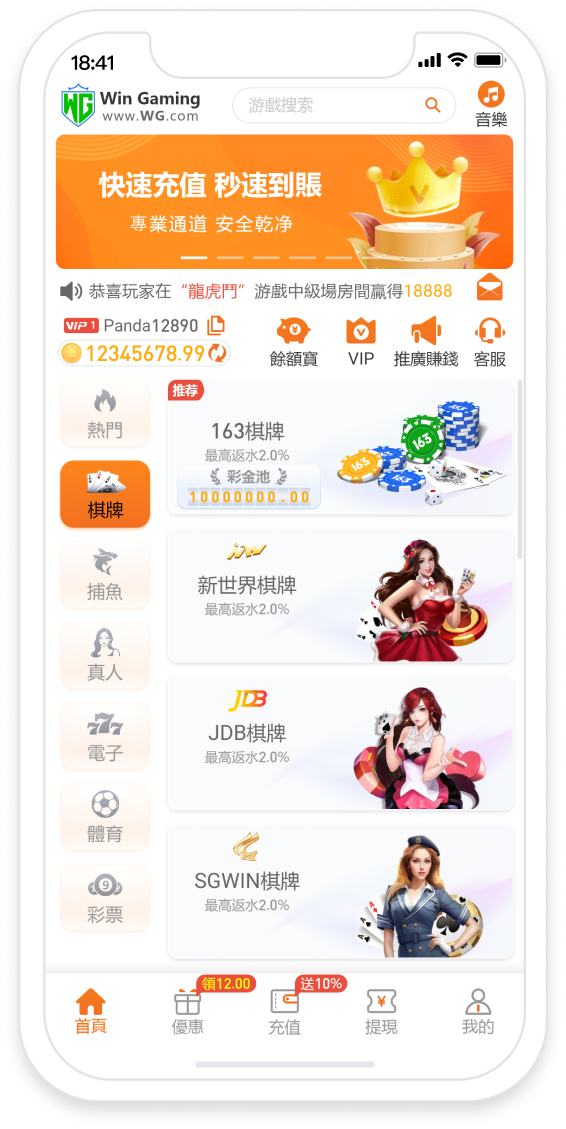 18:41
WG
Win Gaming
www.WG.com
游戲搜索
音樂
快速充值 秒速到賬
專業通道 安全乾净
恭喜玩家在“龍虎鬥”游戲中級場房間贏得18888
VIP 1 Panda12890
12345678.99
餘額寶
VIP
推廣賺錢
客服
熱門
棋牌
捕魚
真人
電子
體育
彩票
推荐
163棋牌
最高返水2.0%
彩金池
10000000.00
163
163
新世界棋牌
最高返水2.0%
JDB
JDB棋牌
最高返水2.0%
SGWIN棋牌
最高返水2.0%
領12.00
送10%
首頁
優惠
充值
提現
我的